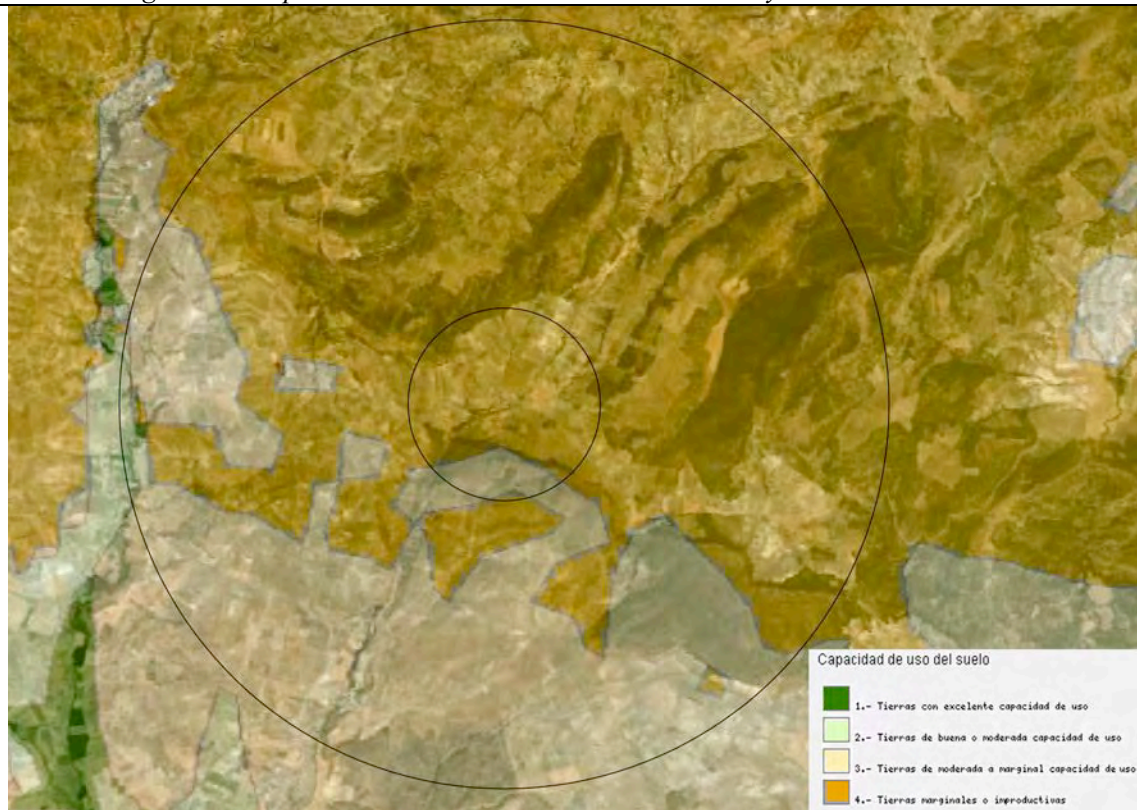 Capacidad de uso del suelo
1.- Tierras con excelente capacidad de uso
2.- Tierras de buena o moderada capacidad de uso
3.- Tierras de moderada a marginal capacidad de uso
4.- Tierras marginales o improductivas